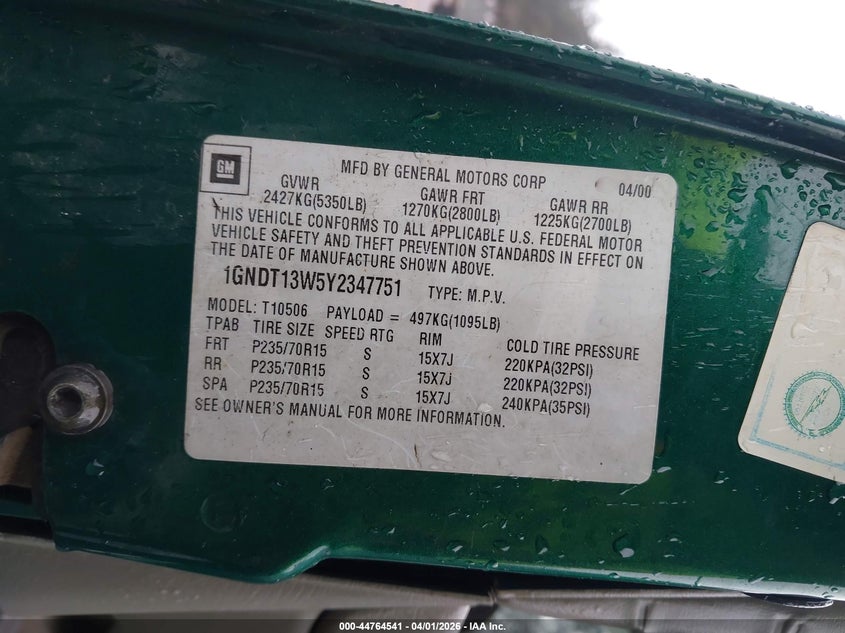 GM
MFD BY GENERAL MOTORS CORP 04/00
GVWR GAWR FRT GAWR RR
2427KG(5350LB) 1270KG(2800LB) 1225KG(2700LB)
THIS VEHICLE CONFORMS TO ALL APPLICABLE U.S. FEDERAL MOTOR
VEHICLE SAFETY AND THEFT PREVENTION STANDARDS IN EFFECT ON
THE DATE OF MANUFACTURE SHOWN ABOVE.
1GNDT13W5Y2347751 TYPE: M.P.V.
MODEL: T10506 PAYLOAD = 497KG(1095LB)
TPAB TIRE SIZE SPEED RTG RIM COLD TIRE PRESSURE
FRT P235/70R15 S 15X7J 220KPA(32PSI)
RR P235/70R15 S 15X7J 220KPA(32PSI)
SPA P235/70R15 S 15X7J 240KPA(35PSI)
SEE OWNER'S MANUAL FOR MORE INFORMATION.
000-44764541 | 04/01/2026 | IAA Inc.